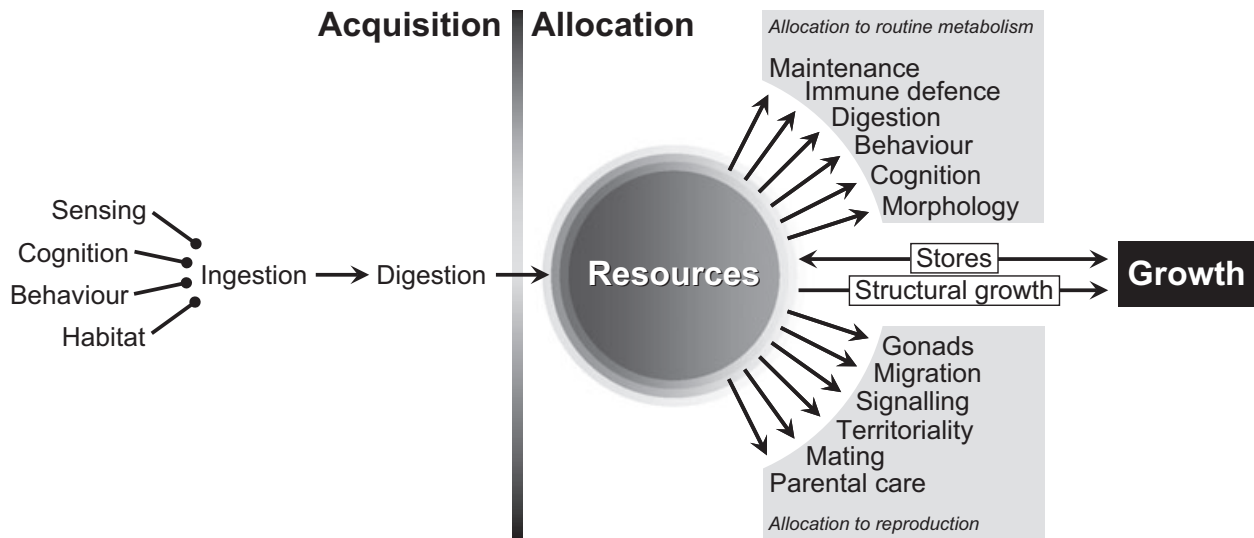 Acquisition
Allocation
Allocation to routine metabolism
Maintenance
Immune defence
Digestion
Behaviour
Cognition
Morphology
Sensing
Cognition
Behaviour
Habitat
Ingestion
Digestion
Resources
Stores
Structural growth
Growth
Gonads
Migration
Signalling
Territoriality
Mating
Parental care
Allocation to reproduction